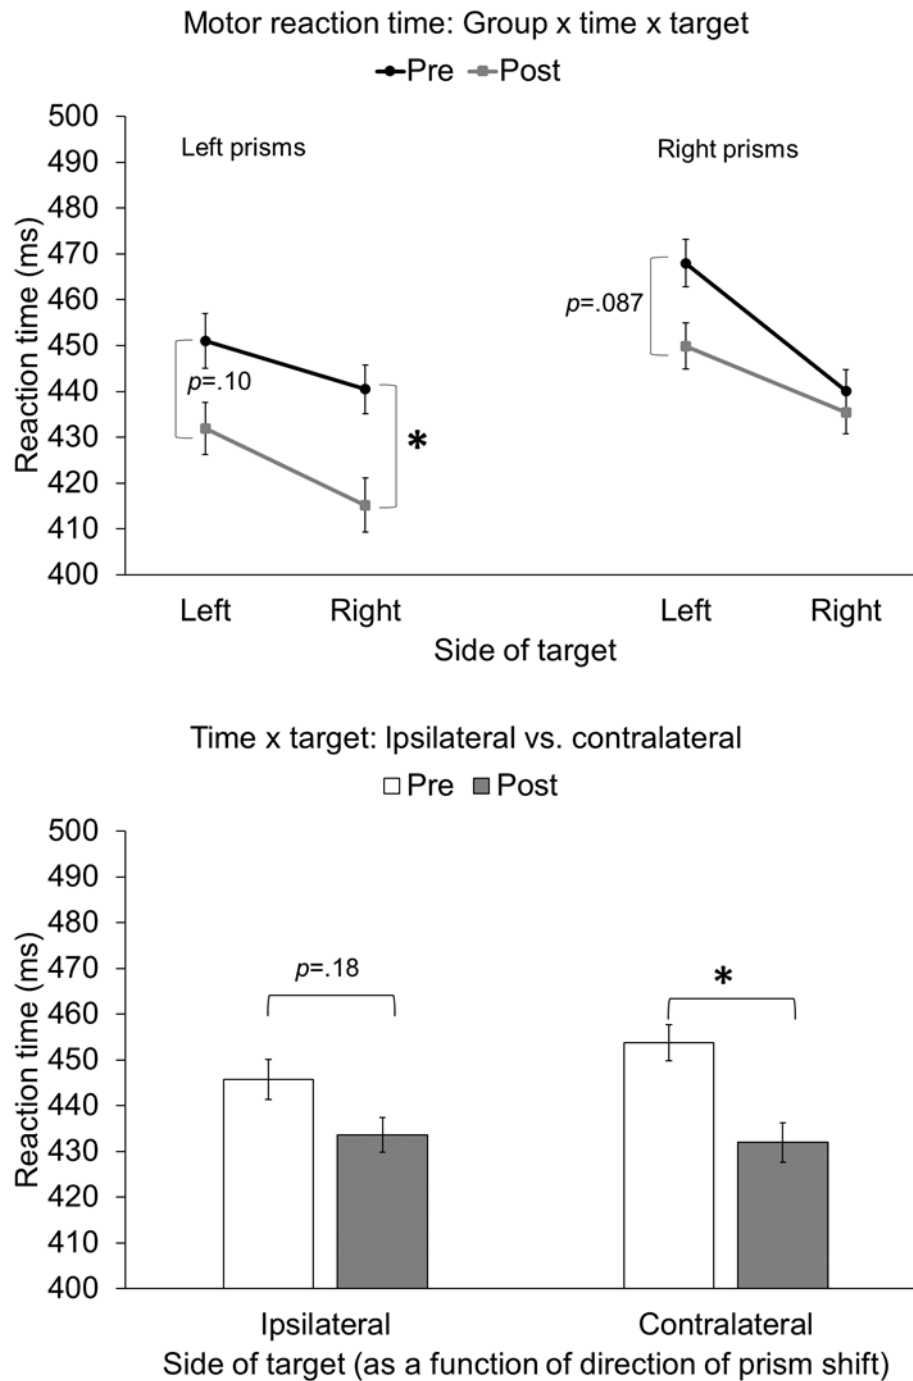 Motor reaction time: Group x time x target
Pre Post
500
490
480
470
460
450
440
430
420
410
400
Reaction time (ms)
Left prisms
Right prisms
p=.10
*
p=.087
Left Right Left Right
Side of target
Time x target: Ipsilateral vs. contralateral
Pre Post
500
490
480
470
460
450
440
430
420
410
400
Reaction time (ms)
p=.18
*
Ipsilateral Contralateral
Side of target (as a function of direction of prism shift)